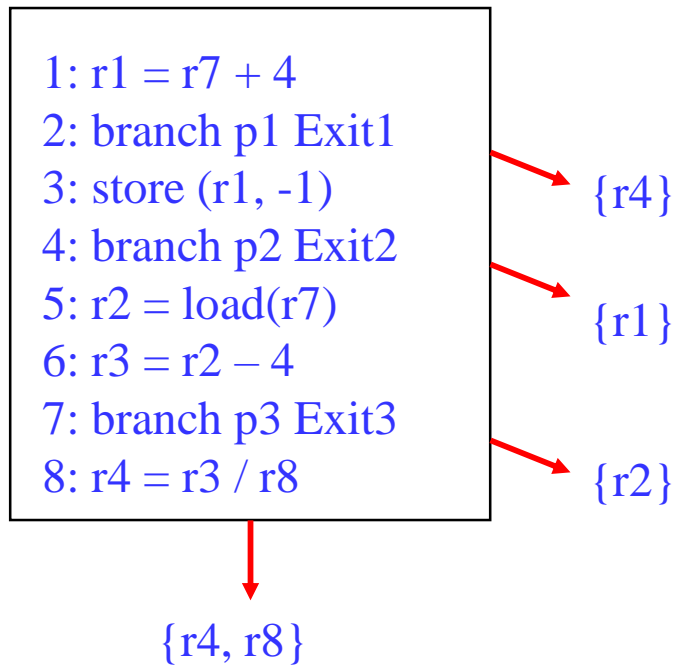 1: r1 = r7 + 4
2: branch p1 Exit1
3: store (r1, -1)
{r4}
4: branch p2 Exit2
5: r2 = load(r7)
{r1}
6: r3 = r2 – 4
7: branch p3 Exit3
8: r4 = r3 / r8
{r2}
{r4, r8}